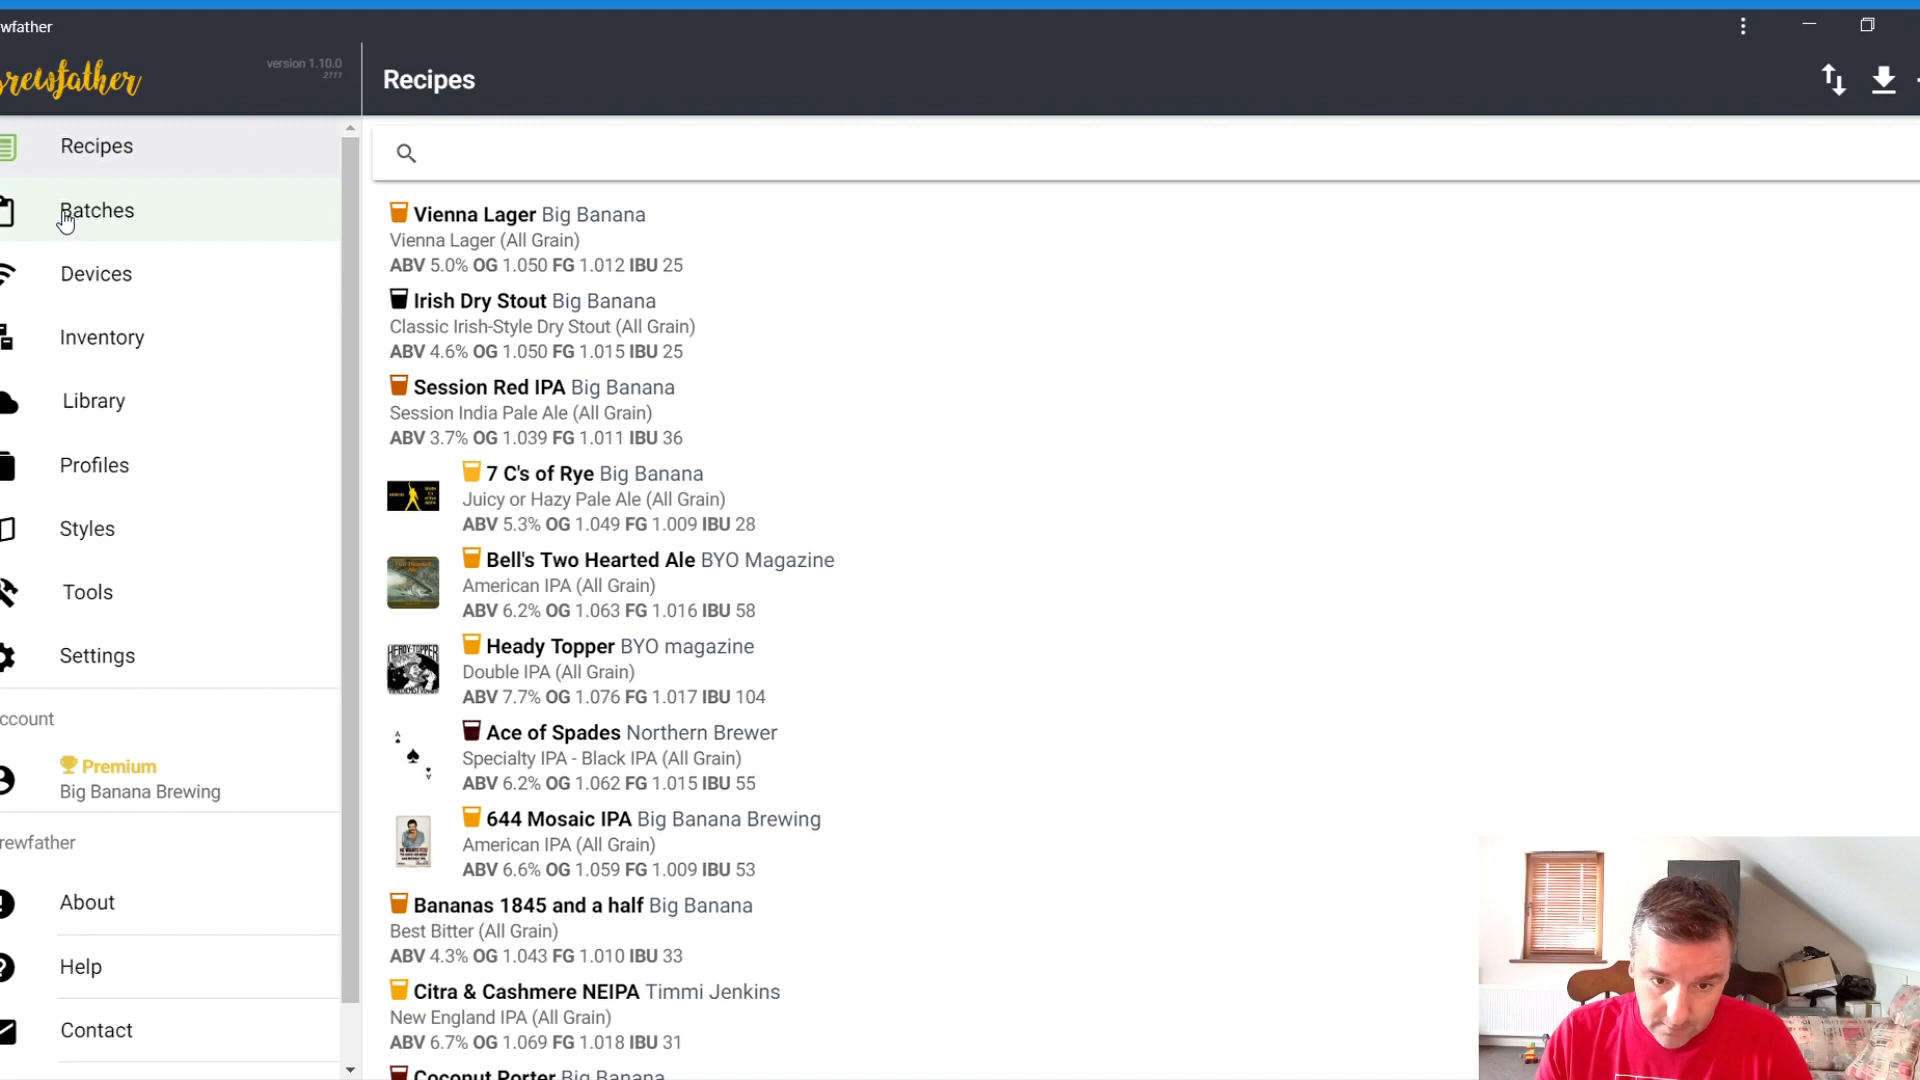 wfather
rewfather
version 1.10.0
2111
Recipes
Recipes
Batches
Devices
Inventory
Library
Profiles
Styles
Tools
Settings
ccount
Premium
Big Banana Brewing
rewfather
About
Help
Contact
Vienna Lager Big Banana
Vienna Lager (All Grain)
ABV 5.0% OG 1.050 FG 1.012 IBU 25
Irish Dry Stout Big Banana
Classic Irish-Style Dry Stout (All Grain)
ABV 4.6% OG 1.050 FG 1.015 IBU 25
Session Red IPA Big Banana
Session India Pale Ale (All Grain)
ABV 3.7% OG 1.039 FG 1.011 IBU 36
7 C's of Rye Big Banana
Juicy or Hazy Pale Ale (All Grain)
ABV 5.3% OG 1.049 FG 1.009 IBU 28
Bell's Two Hearted Ale BYO Magazine
American IPA (All Grain)
ABV 6.2% OG 1.063 FG 1.016 IBU 58
HEADY-TOPPER
Heady Topper BYO magazine
Double IPA (All Grain)
ABV 7.7% OG 1.076 FG 1.017 IBU 104
A
A
Ace of Spades Northern Brewer
Specialty IPA - Black IPA (All Grain)
ABV 6.2% OG 1.062 FG 1.015 IBU 55
644 Mosaic IPA Big Banana Brewing
American IPA (All Grain)
ABV 6.6% OG 1.059 FG 1.009 IBU 53
Bananas 1845 and a half Big Banana
Best Bitter (All Grain)
ABV 4.3% OG 1.043 FG 1.010 IBU 33
Citra & Cashmere NEIPA Timmi Jenkins
New England IPA (All Grain)
ABV 6.7% OG 1.069 FG 1.018 IBU 31
Coconut Porter Big Banana